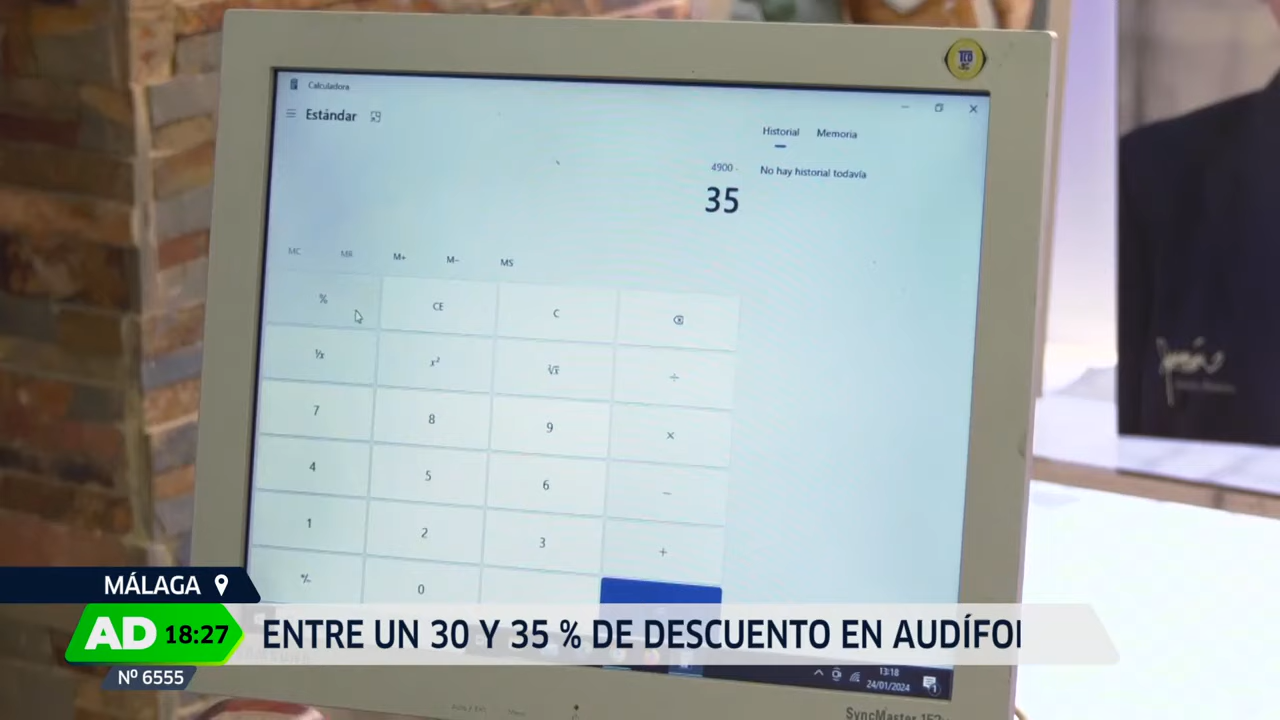 TCO
Calculadora
Estándar
Historial Memoria
4900 -
No hay historial todavía
35
MC MR M+ M- MS
% CE C
⅟x x² ²√x ÷
7 8 9 ×
4 5 6 −
1 2 3 +
⁺∕₋ 0
MÁLAGA
AD 18:27
ENTRE UN 30 Y 35 % DE DESCUENTO EN AUDÍFO
Nº 6555
13:18
24/01/2024
1
SyncMaster